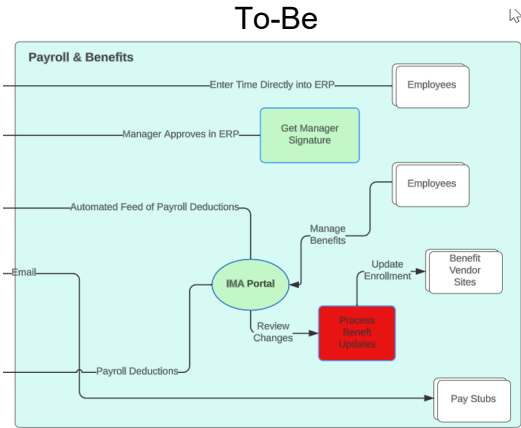 To-Be
Payroll & Benefits
Enter Time Directly into ERP
Employees
Manager Approves in ERP
Get Manager
Signature
Employees
Automated Feed of Payroll Deductions
Manage
Benefits
Benefit
Vendor
Sites
Update
Enrollment
Email
IMA Portal
Review
Changes
Process
Benefit
Updates
Payroll Deductions
Pay Stubs